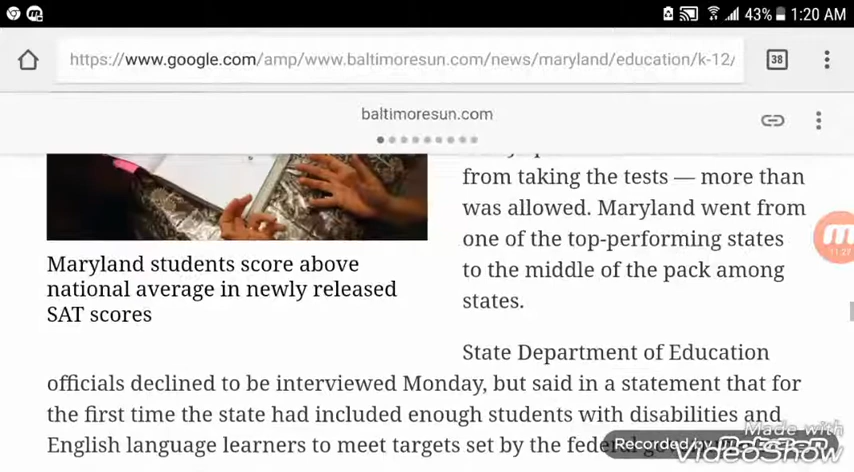 43% 1:20 AM
https://www.google.com/amp/www.baltimoresun.com/news/maryland/education/k-12/
38
baltimoresun.com
from taking the tests — more than
was allowed. Maryland went from
one of the top-performing states
to the middle of the pack among
states.
11:27
Maryland students score above
national average in newly released
SAT scores
State Department of Education
officials declined to be interviewed Monday, but said in a statement that for
the first time the state had included enough students with disabilities and
English language learners to meet targets set by the federal
Made with
Recorded by
VideoShow